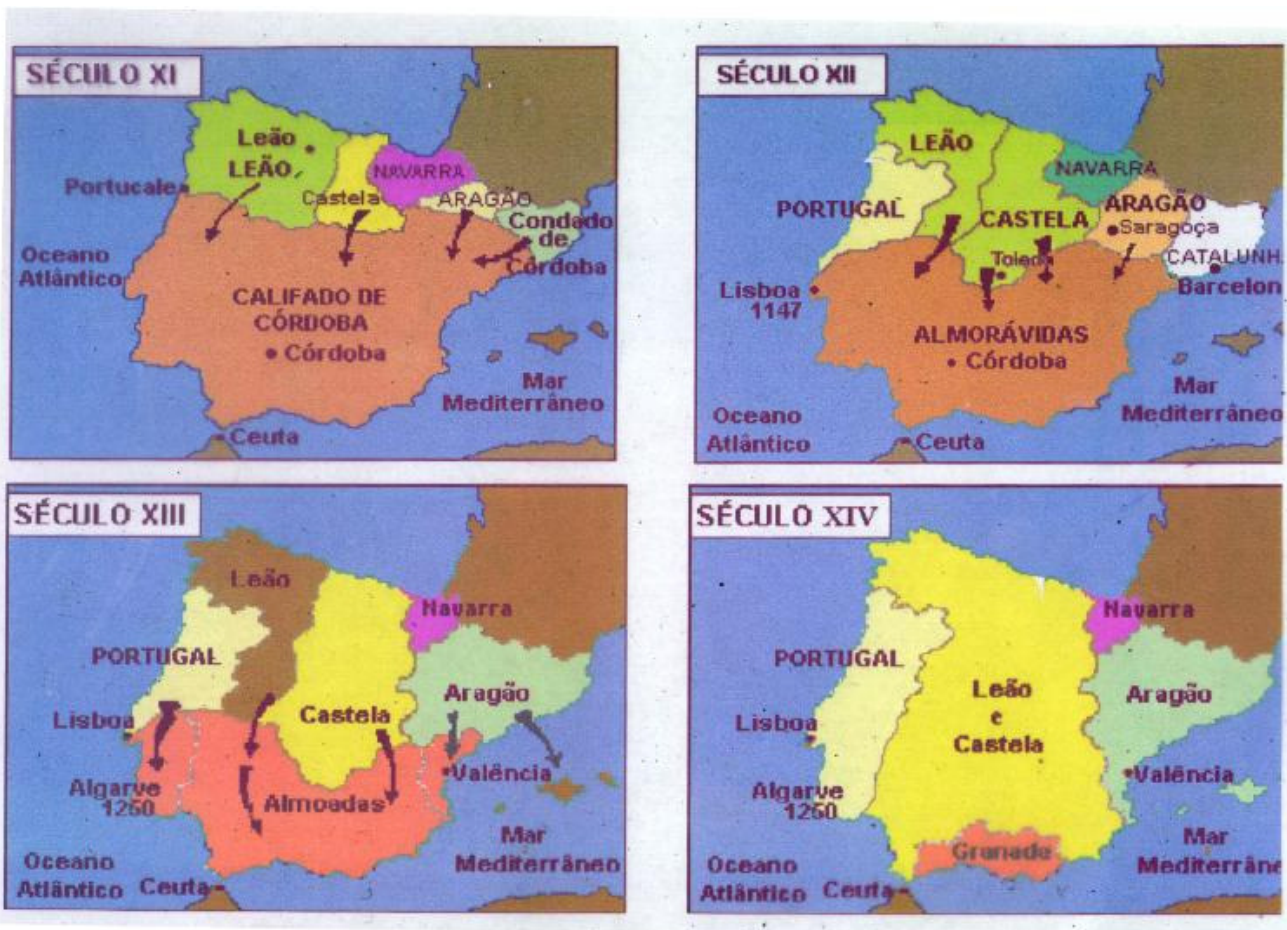 SÉCULO XI
Leão
LEÃO
NAVARRA
Portucale
Castela
ARAGÃO
Condado
de
Córdoba
Oceano
Atlântico
CALIFADO DE
CÓRDOBA
Córdoba
Mar
Mediterrâneo
Ceuta
SÉCULO XII
LEÃO
NAVARRA
PORTUGAL
CASTELA
ARAGÃO
Saragoça
Toledo
CATALUNH
Barcelon
Lisboa
1147
ALMORÁVIDAS
Córdoba
Mar
Mediterrâneo
Oceano
Atlântico
Ceuta
SÉCULO XIII
Leão
Navarra
PORTUGAL
Aragão
Lisboa
Castela
Valência
Algarve
1250
Almoadas
Mar
Mediterrâneo
Oceano
Atlântico
Ceuta
SÉCULO XIV
Navarra
PORTUGAL
Leão
e
Castela
Aragão
Lisboa
Valência
Algarve
1250
Mar
Mediterrâne
Granada
Oceano
Atlântico
Ceuta